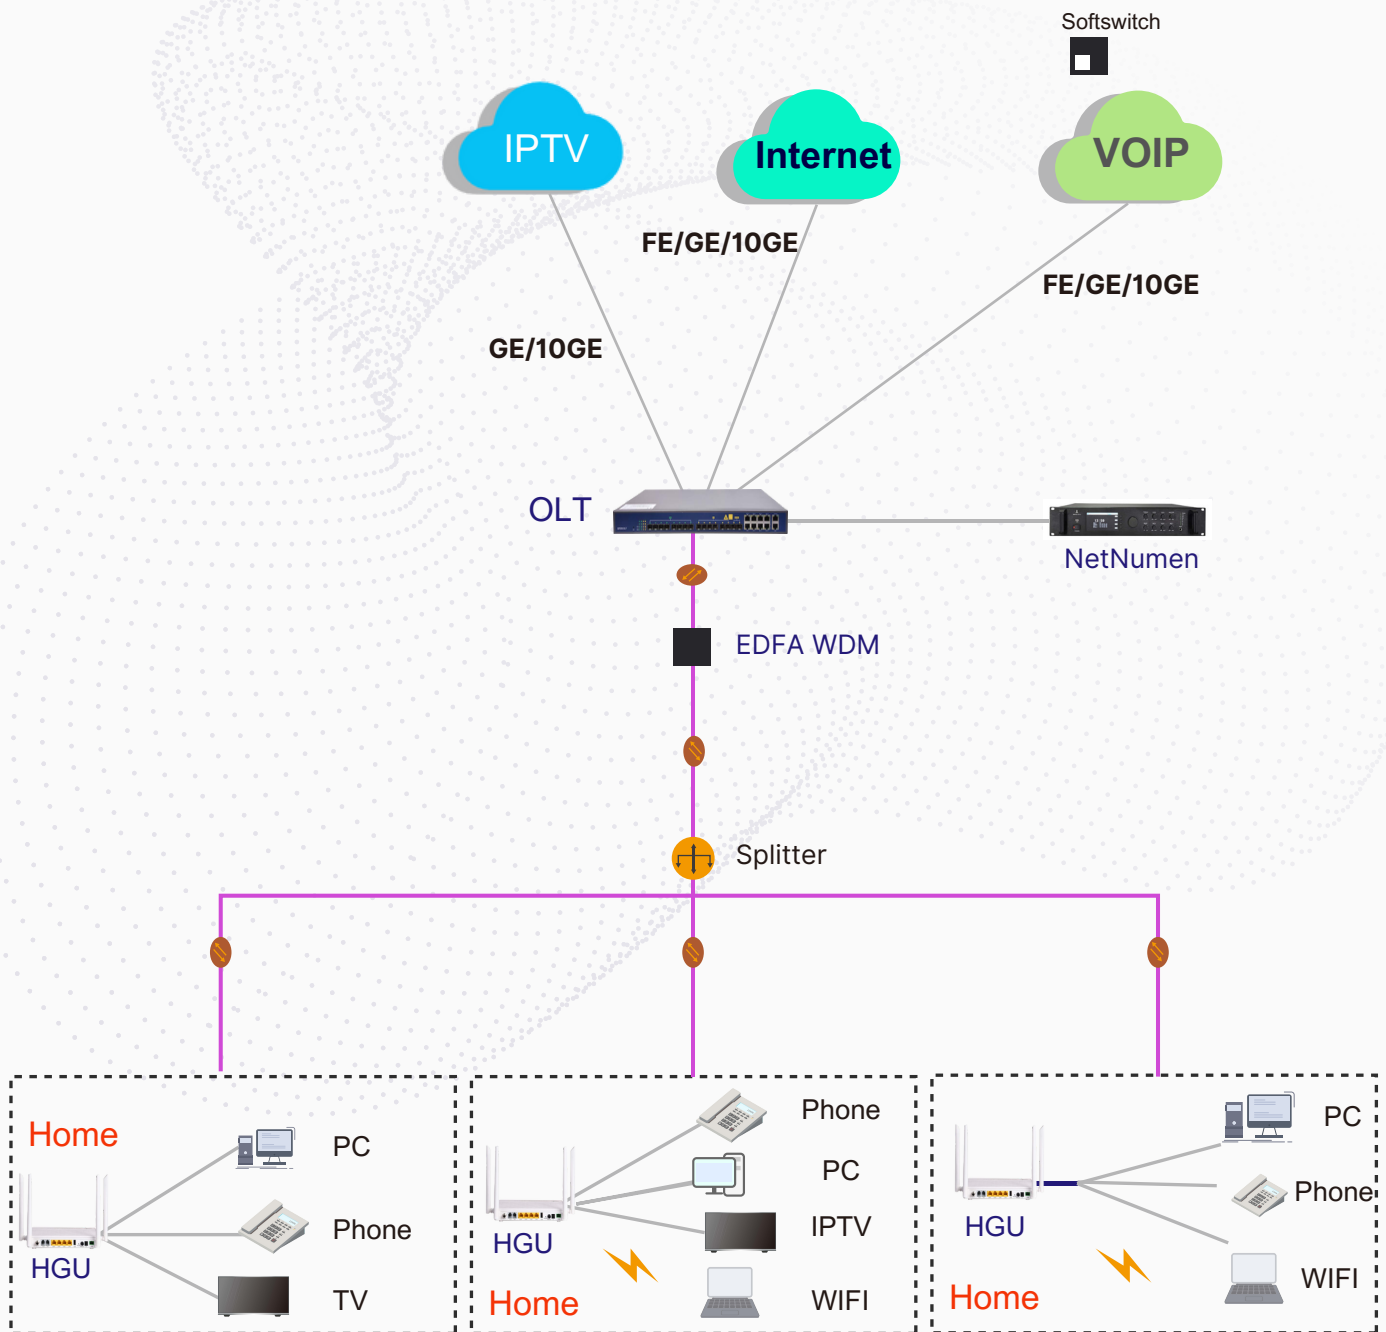 Softswitch
IPTV
Internet
VOIP
FE/GE/10GE
FE/GE/10GE
GE/10GE
OLT
NetNumen
EDFA WDM
Splitter
Home
PC
Phone
TV
HGU
Phone
PC
IPTV
WIFI
HGU
Home
PC
Phone
WIFI
HGU
Home